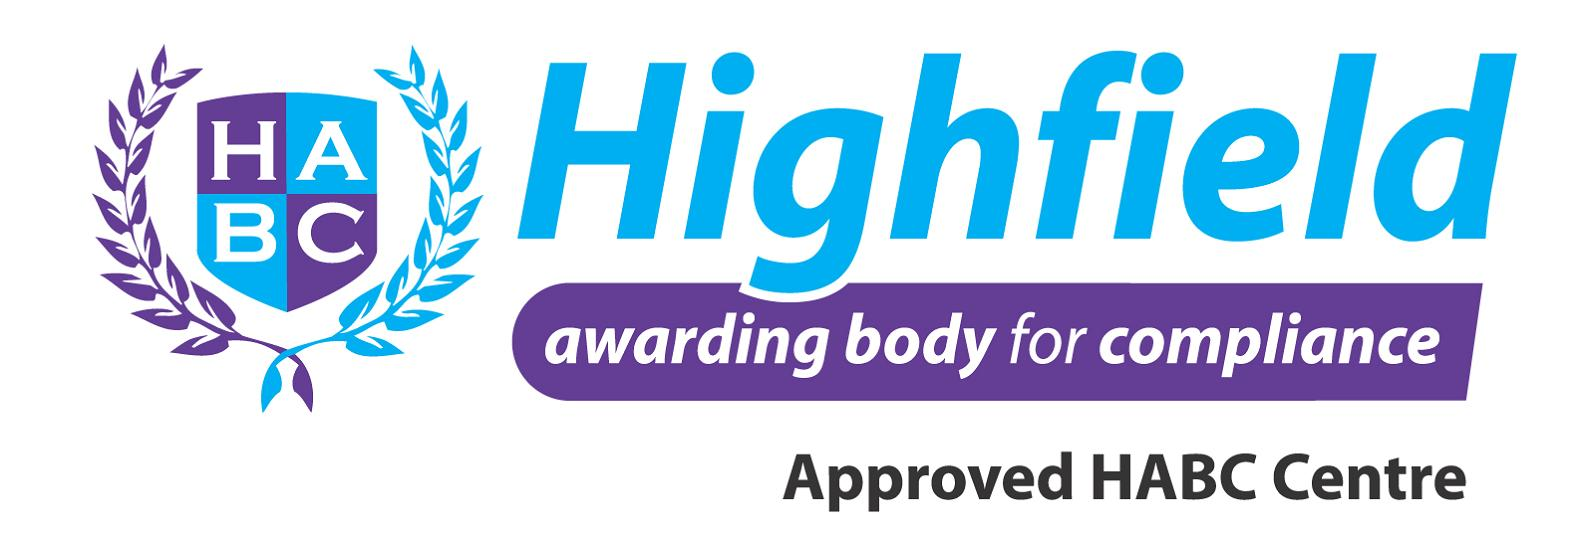 HA
BC
Highfield
awarding body for compliance
Approved HABC Centre